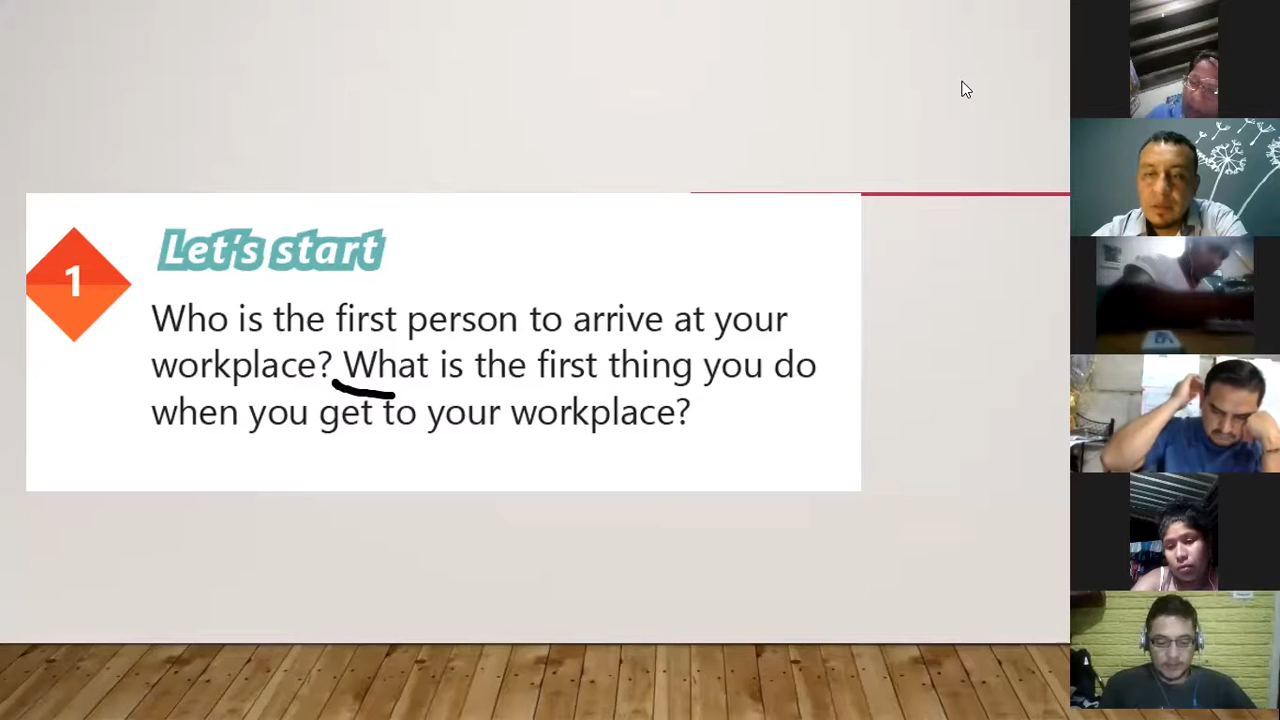 Let's start
1
Who is the first person to arrive at your
workplace? What is the first thing you do
when you get to your workplace?